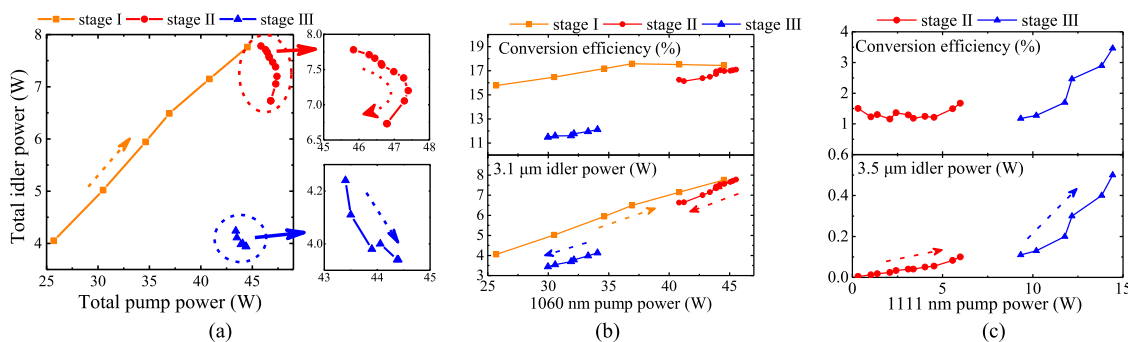 stage I stage II stage III
Total idler power (W)
8
7
6
5
4
25 30 35 40 45
Total pump power (W)
(a)
8.0
7.5
7.0
6.5
45 46 47 48
4.2
4.0
43 44 45
stage I stage II stage III
Conversion efficiency (%)
19
17
15
13
11
3.1 μm idler power (W)
8
7
6
5
4
3
25 30 35 40 45
1060 nm pump power (W)
(b)
stage II stage III
Conversion efficiency (%)
4
3
2
1
0.6
3.5 μm idler power (W)
0.4
0.2
0.0
0 5 10 15
1111 nm pump power (W)
(c)